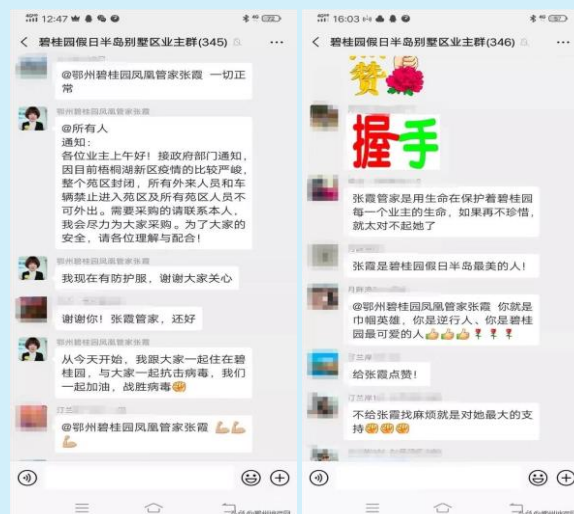 12:47
碧桂园假日半岛别墅区业主群(345)
@鄂州碧桂园凤凰管家张霞 一切正
常
鄂州碧桂园凤凰管家张霞
@所有人
通知：
各位业主上午好！接政府部门通知，
因目前梧桐湖新区疫情的比较严峻，
整个苑区封闭，所有外来人员和车
辆禁止进入苑区及所有苑区人员不
可外出。需要采购的请联系本人，
我会尽力为大家采购。为了大家的
安全，请各位理解与配合！
鄂州碧桂园凤凰管家张霞
我现在有防护服，谢谢大家关心
谢谢你！张霞管家，还好
鄂州碧桂园凤凰管家张霞
从今天开始，我跟大家一起住在碧
桂园，与大家一起抗击病毒，我们
一起加油，战胜病毒
@鄂州碧桂园凤凰管家张霞
16:03
碧桂园假日半岛别墅区业主群(346)
赞
握手
张霞管家是用生命在保护着碧桂园
每一个业主的生命，如果再不珍惜，
就太对不起她了
张霞是碧桂园假日半岛最美的人！
@鄂州碧桂园凤凰管家张霞 你就是
巾帼英雄，你是逆行人、你是碧桂
园最可爱的人
给张霞点赞！
不给张霞找麻烦就是对她最大的支
持